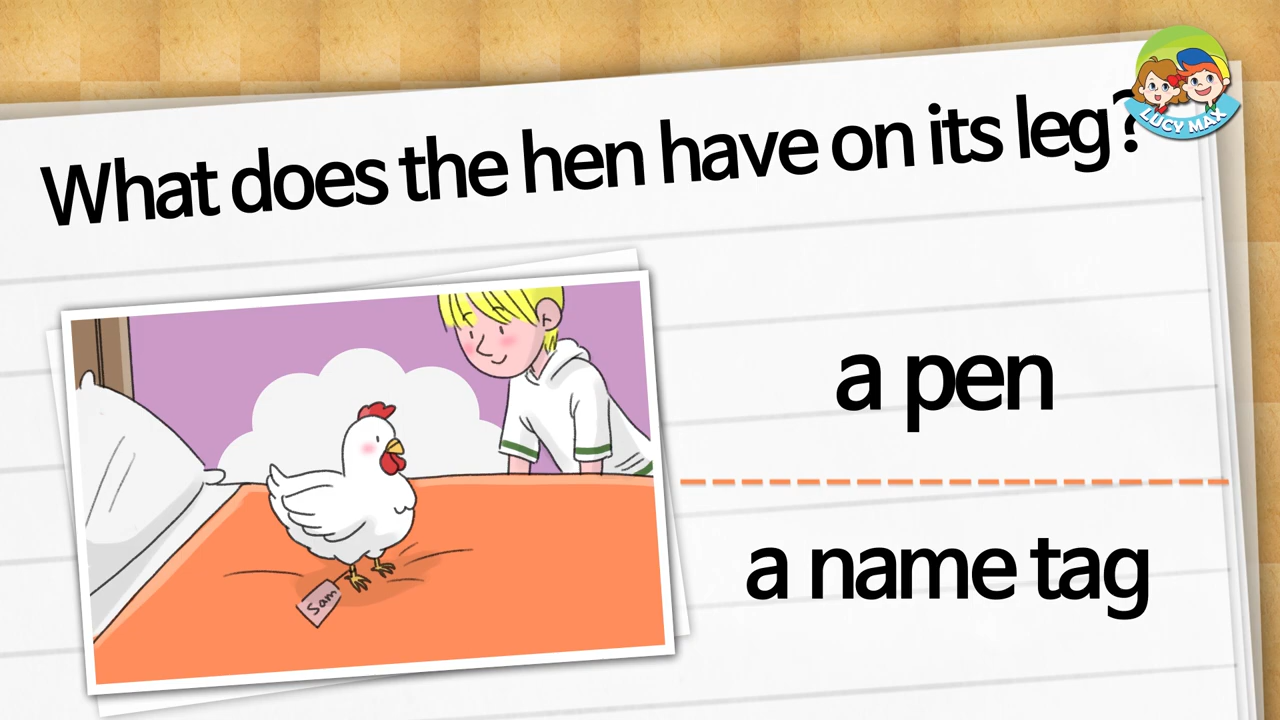 What does the hen have on its leg?
LUCY MAX
a pen
Sam
a name tag